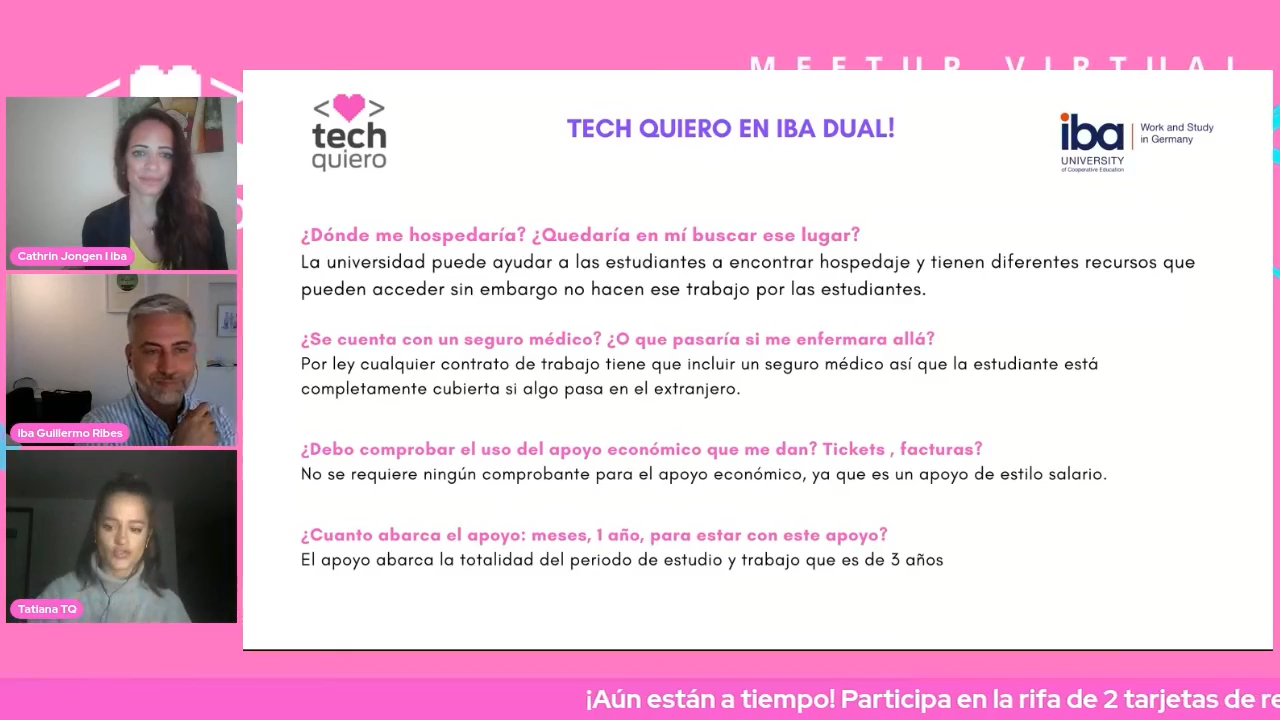 MEETUP VIRTUAL
< >
tech
quiero
TECH QUIERO EN IBA DUAL!
iba
Work and Study
in Germany
UNIVERSITY
of Cooperative Education
¿Dónde me hospedaría? ¿Quedaría en mí buscar ese lugar?
La universidad puede ayudar a las estudiantes a encontrar hospedaje y tienen diferentes recursos que
pueden acceder sin embargo no hacen ese trabajo por las estudiantes.
¿Se cuenta con un seguro médico? ¿O que pasaría si me enfermara allá?
Por ley cualquier contrato de trabajo tiene que incluir un seguro médico así que la estudiante está
completamente cubierta si algo pasa en el extranjero.
¿Debo comprobar el uso del apoyo económico que me dan? Tickets , facturas?
No se requiere ningún comprobante para el apoyo económico, ya que es un apoyo de estilo salario.
¿Cuanto abarca el apoyo: meses, 1 año, para estar con este apoyo?
El apoyo abarca la totalidad del periodo de estudio y trabajo que es de 3 años
Cathrin Jongen I iba
iba Guillermo Ribes
Tatiana TQ
¡Aún están a tiempo! Participa en la rifa de 2 tarjetas de re